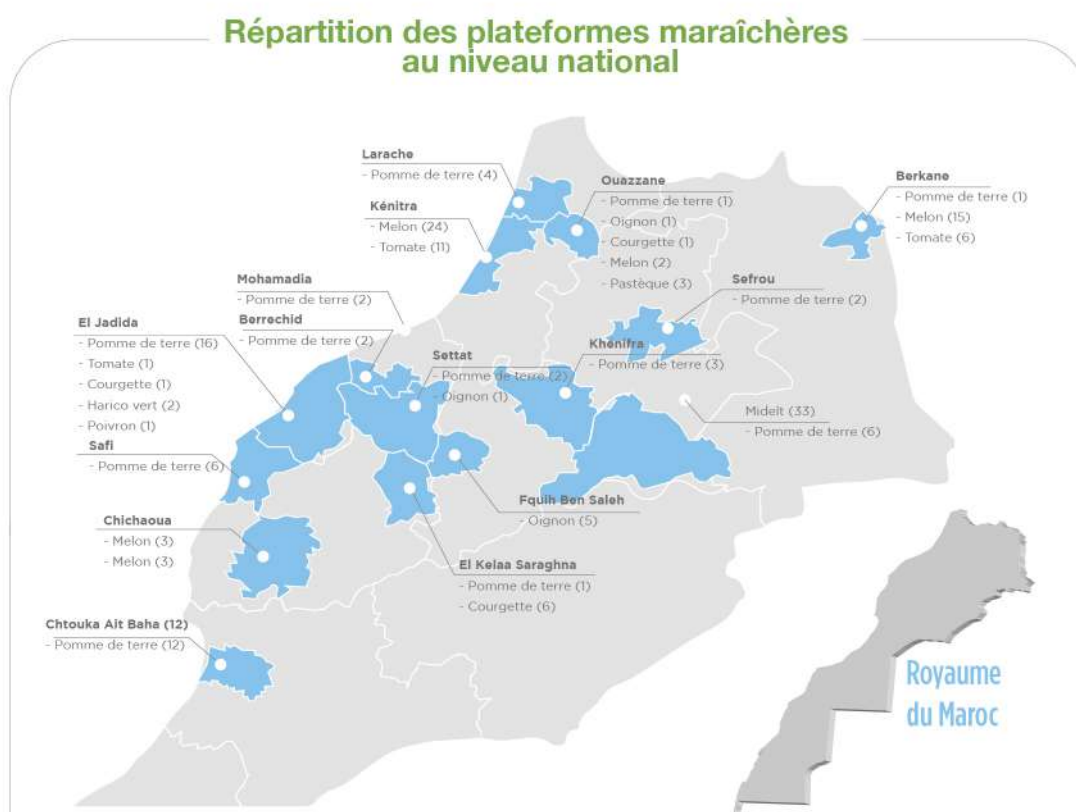 Répartition des plateformes maraîchères
au niveau national
Larache
- Pomme de terre (4)
Kénitra
- Melon (24)
- Tomate (11)
Ouazzane
- Pomme de terre (1)
- Oignon (1)
- Courgette (1)
- Melon (2)
- Pastèque (3)
Berkane
- Pomme de terre (1)
- Melon (15)
- Tomate (6)
Mohamadia
- Pomme de terre (2)
Berrechid
- Pomme de terre (2)
Sefrou
- Pomme de terre (2)
El Jadida
- Pomme de terre (16)
- Tomate (1)
- Courgette (1)
- Harico vert (2)
- Poivron (1)
Settat
- Pomme de terre (2)
- Oignon (1)
Khénifra
- Pomme de terre (3)
Mideît (33)
- Pomme de terre (6)
Safi
- Pomme de terre (6)
Fquih Ben Saleh
- Oignon (5)
Chichaoua
- Melon (3)
- Melon (3)
El Kelaa Saraghna
- Pomme de terre (1)
- Courgette (6)
Chtouka Ait Baha (12)
- Pomme de terre (12)
Royaume
du Maroc